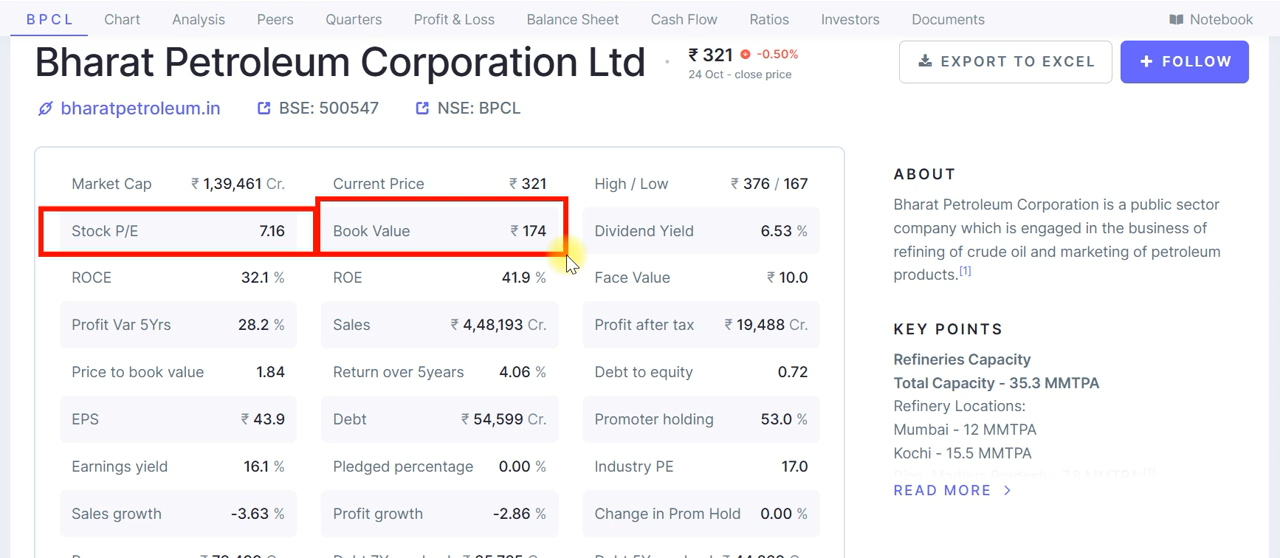 BPCL Chart Analysis Peers Quarters Profit & Loss Balance Sheet Cash Flow Ratios Investors Documents Notebook
Bharat Petroleum Corporation Ltd
₹ 321 -0.50%
24 Oct - close price
EXPORT TO EXCEL
+ FOLLOW
bharatpetroleum.in BSE: 500547 NSE: BPCL
Market Cap ₹ 1,39,461 Cr. Current Price ₹ 321 High / Low ₹ 376 / 167
Stock P/E 7.16 Book Value ₹ 174 Dividend Yield 6.53 %
ROCE 32.1 % ROE 41.9 % Face Value ₹ 10.0
Profit Var 5Yrs 28.2 % Sales ₹ 4,48,193 Cr. Profit after tax ₹ 19,488 Cr.
Price to book value 1.84 Return over 5years 4.06 % Debt to equity 0.72
EPS ₹ 43.9 Debt ₹ 54,599 Cr. Promoter holding 53.0 %
Earnings yield 16.1 % Pledged percentage 0.00 % Industry PE 17.0
Sales growth -3.63 % Profit growth -2.86 % Change in Prom Hold 0.00 %
ABOUT
Bharat Petroleum Corporation is a public sector
company which is engaged in the business of
refining of crude oil and marketing of petroleum
products.[1]
KEY POINTS
Refineries Capacity
Total Capacity - 35.3 MMTPA
Refinery Locations:
Mumbai - 12 MMTPA
Kochi - 15.5 MMTPA
READ MORE